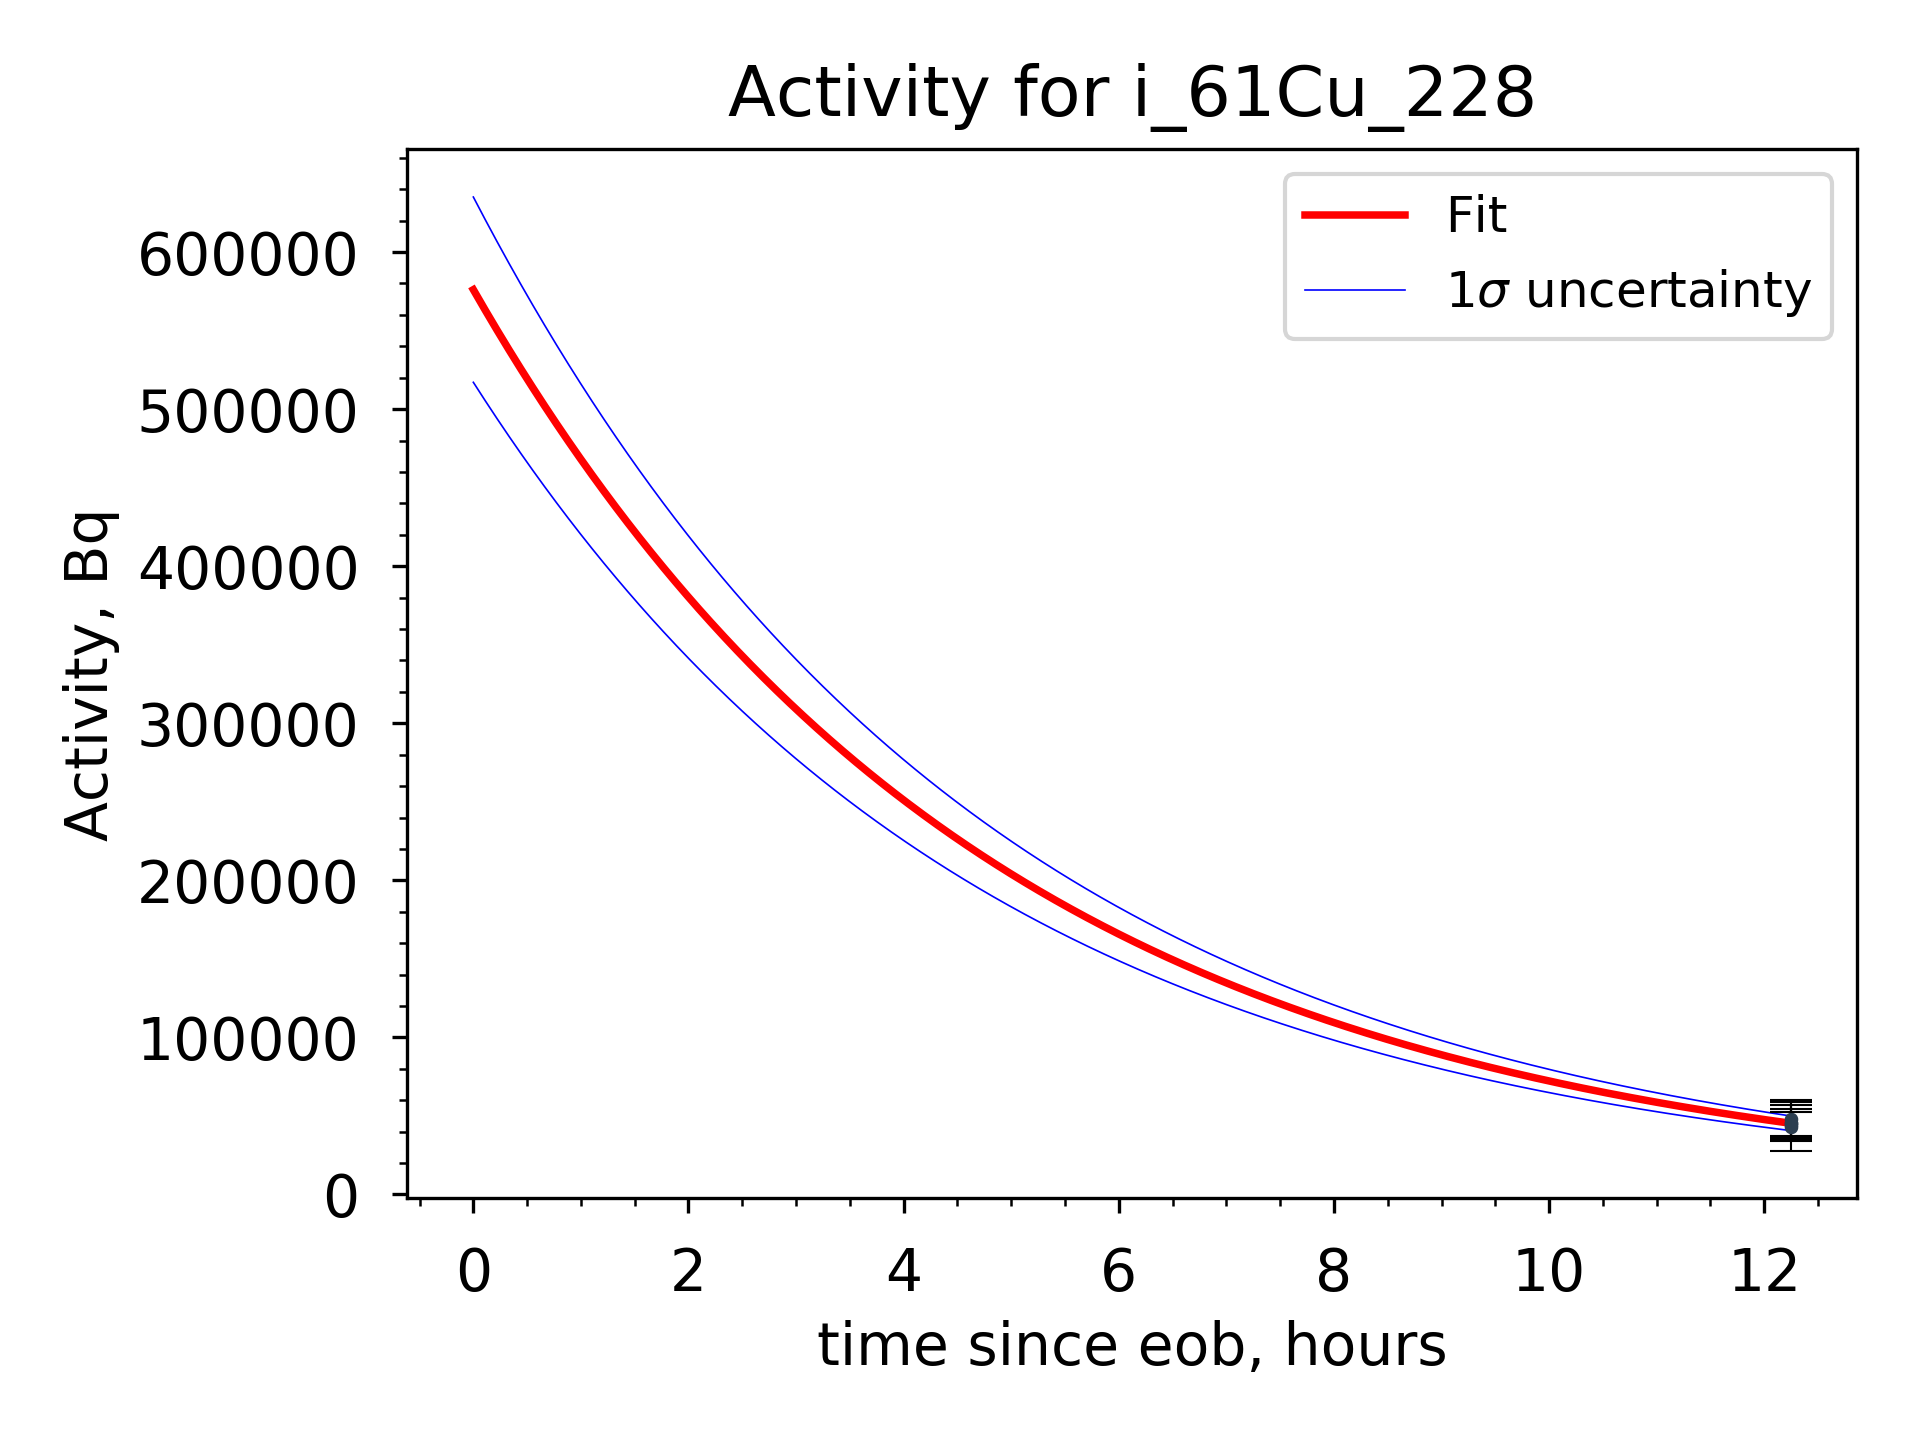 Activity for i_61Cu_228
Fit
1σ uncertainty
Activity, Bq
600000
500000
400000
300000
200000
100000
0
0 2 4 6 8 10 12
time since eob, hours